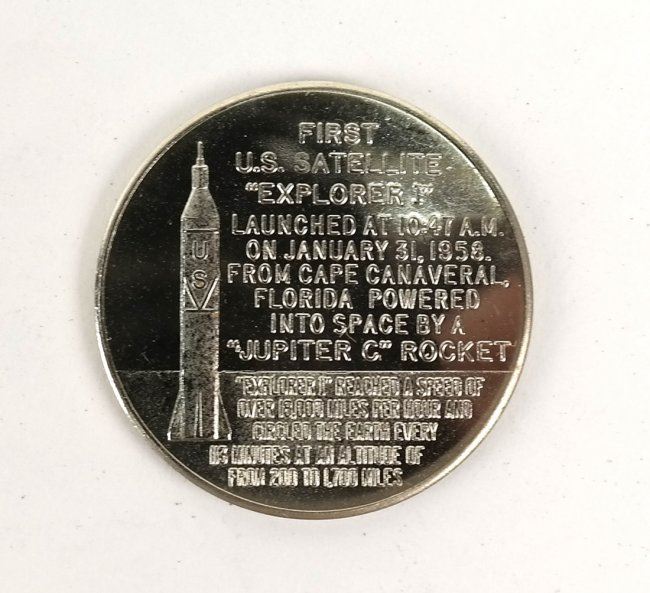 FIRST
U.S. SATELLITE
"EXPLORER I"
LAUNCHED AT 10:47 A.M.
ON JANUARY 31, 1958.
FROM CAPE CANAVERAL,
FLORIDA POWERED
INTO SPACE BY A
"JUPITER C" ROCKET
"EXPLORER I" REACHED A SPEED OF
OVER MILES PER HOUR AND
CIRCLED THE EARTH EVERY
MINUTES AT AN ALTITUDE OF
FROM 200 TO 1,700 MILES
US